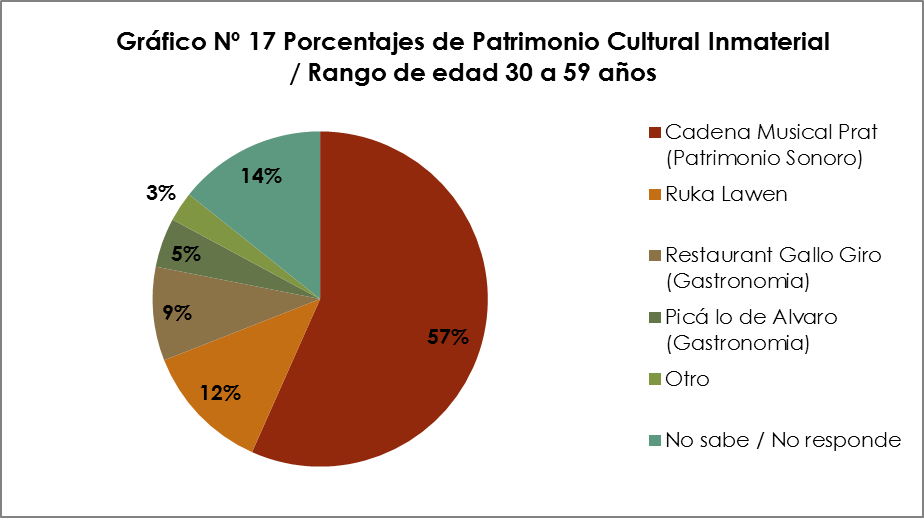 Gráfico Nº 17 Porcentajes de Patrimonio Cultural Inmaterial
/ Rango de edad 30 a 59 años
57%
12%
9%
5%
3%
14%
Cadena Musical Prat
(Patrimonio Sonoro)
Ruka Lawen
Restaurant Gallo Giro
(Gastronomia)
Picá lo de Alvaro
(Gastronomia)
Otro
No sabe / No responde